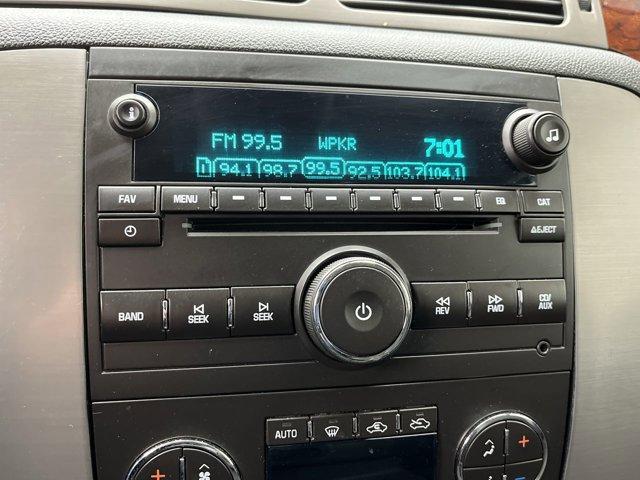 FM 99.5 WPKR 7:01
1 94.1 98.7 99.5 92.5 103.7 104.1
FAV MENU EQ CAT
EJECT
BAND SEEK SEEK REV FWD CD/AUX
AUTO